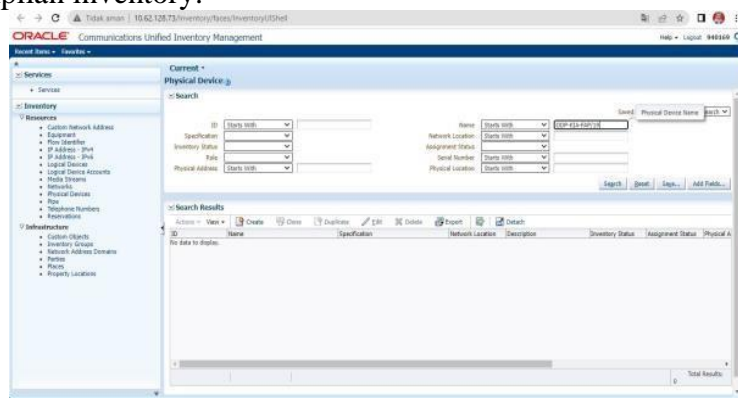 phan inventory.
Tidak aman | 10.62.128.73/inventory/faces/InventoryUIShell
ORACLE Communications Unified Inventory Management
Help Logout 940169
Recent Items Favorites
Services
Services
Inventory
Resources
Custom Network Address
Equipment
Flow Identifier
IP Address - IPv4
IP Address - IPv6
Logical Devices
Logical Device Accounts
Media Streams
Networks
Physical Devices
Pipe
Telephone Numbers
Reservations
Infrastructure
Custom Objects
Inventory Groups
Network Address Domains
Parties
Places
Property Locations
Current
Physical Device
Search
Saved Physical Device Name Search
ID Starts With Name Starts With
Specification Network Location Starts With
Inventory Status Assignment Status
Role Serial Number Starts With
Physical Address Starts With Physical Location Starts With
Search Reset Save... Add Fields...
Search Results
Actions View Create Clone Duplicate Edit Delete Export Detach
ID Name Specification Network Location Description Inventory Status Assignment Status Physical A
No data to display.
Total Results:
0